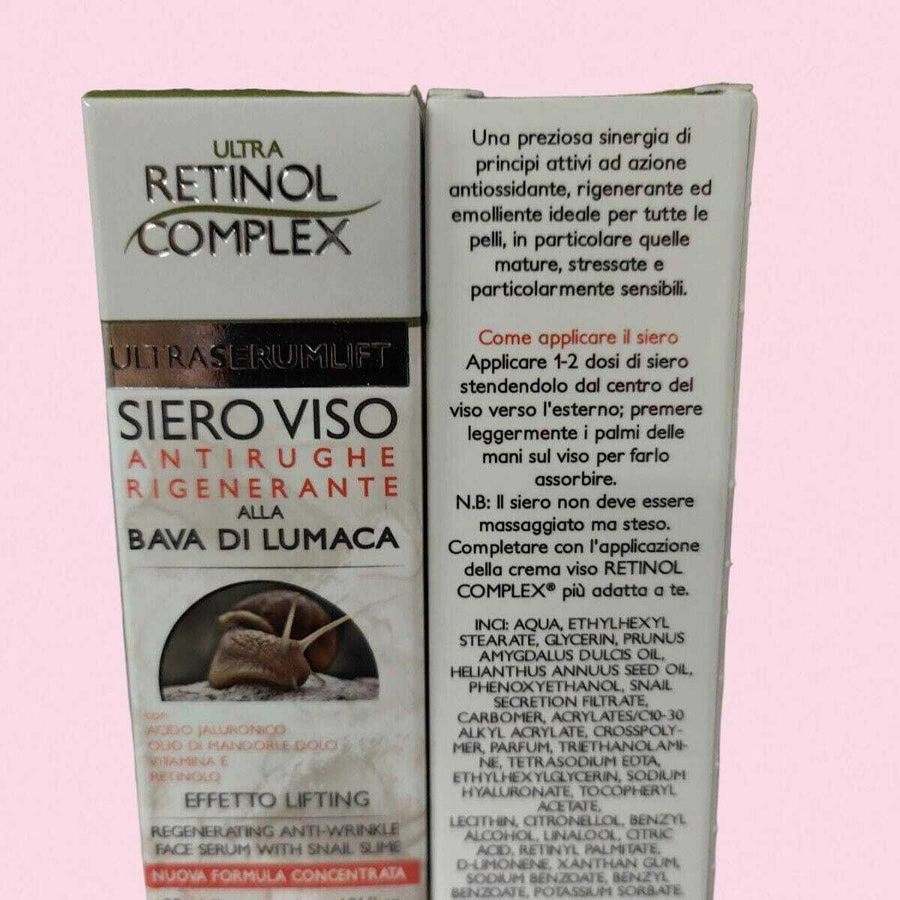 ULTRA
RETINOL
COMPLEX
ULTRASERUMLIFT
SIERO VISO
ANTIRUGHE
RIGENERANTE
ALLA
BAVA DI LUMACA
con
ACIDO JALURONICO
OLIO DI MANDORLE DOLCI
VITAMINA E
RETINOLO
EFFETTO LIFTING
REGENERATING ANTI-WRINKLE
FACE SERUM WITH SNAIL SLIME
NUOVA FORMULA CONCENTRATA
Una preziosa sinergia di
principi attivi ad azione
antiossidante, rigenerante ed
emolliente ideale per tutte le
pelli, in particolare quelle
mature, stressate e
particolarmente sensibili.
Come applicare il siero
Applicare 1-2 dosi di siero
stendendolo dal centro del
viso verso l'esterno; premere
leggermente i palmi delle
mani sul viso per farlo
assorbire.
N.B: Il siero non deve essere
massaggiato ma steso.
Completare con l'applicazione
della crema viso RETINOL
COMPLEX® più adatta a te.
INCI: AQUA, ETHYLHEXYL
STEARATE, GLYCERIN, PRUNUS
AMYGDALUS DULCIS OIL,
HELIANTHUS ANNUUS SEED OIL,
PHENOXYETHANOL, SNAIL
SECRETION FILTRATE,
CARBOMER, ACRYLATES/C10-30
ALKYL ACRYLATE, CROSSPOLY-
MER, PARFUM, TRIETHANOLAMI-
NE, TETRASODIUM EDTA,
ETHYLHEXYLGLYCERIN, SODIUM
HYALURONATE, TOCOPHERYL
ACETATE,
LECITHIN, CITRONELLOL, BENZYL
ALCOHOL, LINALOOL, CITRIC
ACID, RETINYL PALMITATE,
D-LIMONENE, XANTHAN GUM,
SODIUM BENZOATE, BENZYL
BENZOATE, POTASSIUM SORBATE.